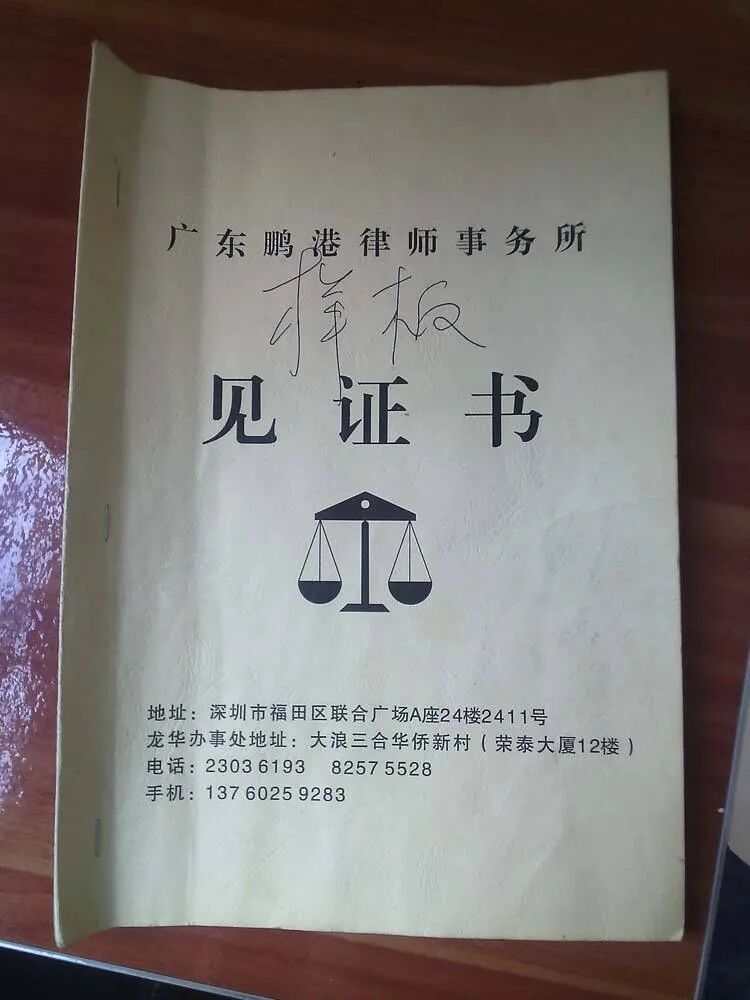 广东鹏港律师事务所
样板
见证书
地址：深圳市福田区联合广场A座24楼2411号
龙华办事处地址：大浪三合华侨新村（荣泰大厦12楼）
电话：2303 6193 8257 5528
手机：137 6025 9283